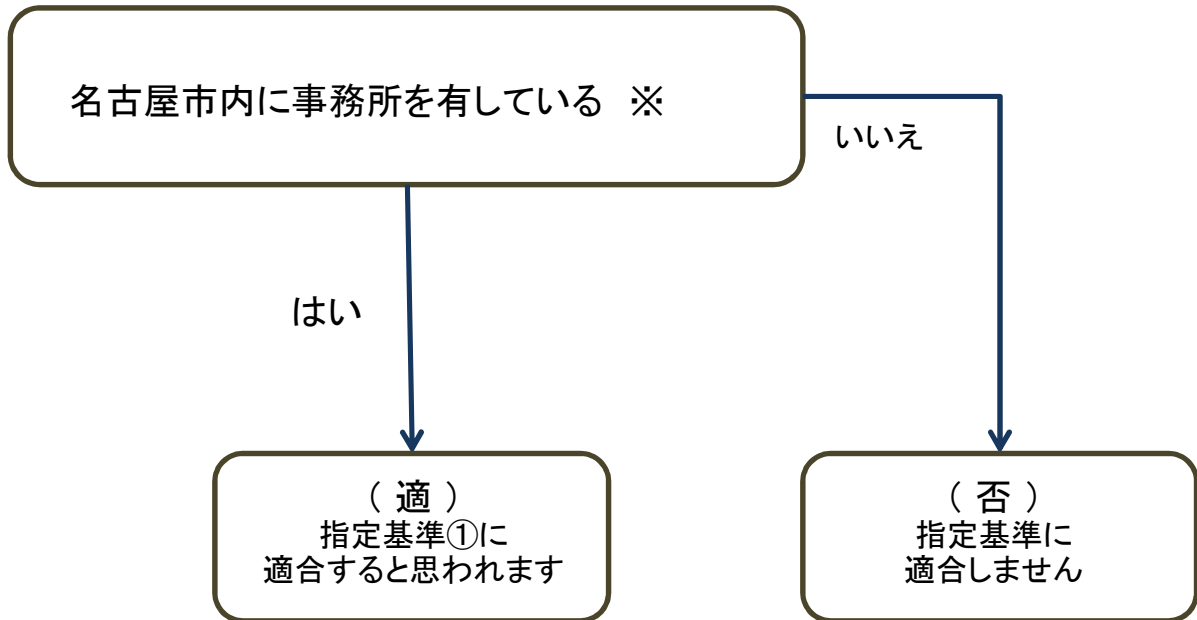 名古屋市内に事務所を有している ※
いいえ
はい
（ 適 ）
指定基準①に
適合すると思われます
（ 否 ）
指定基準に
適合しません